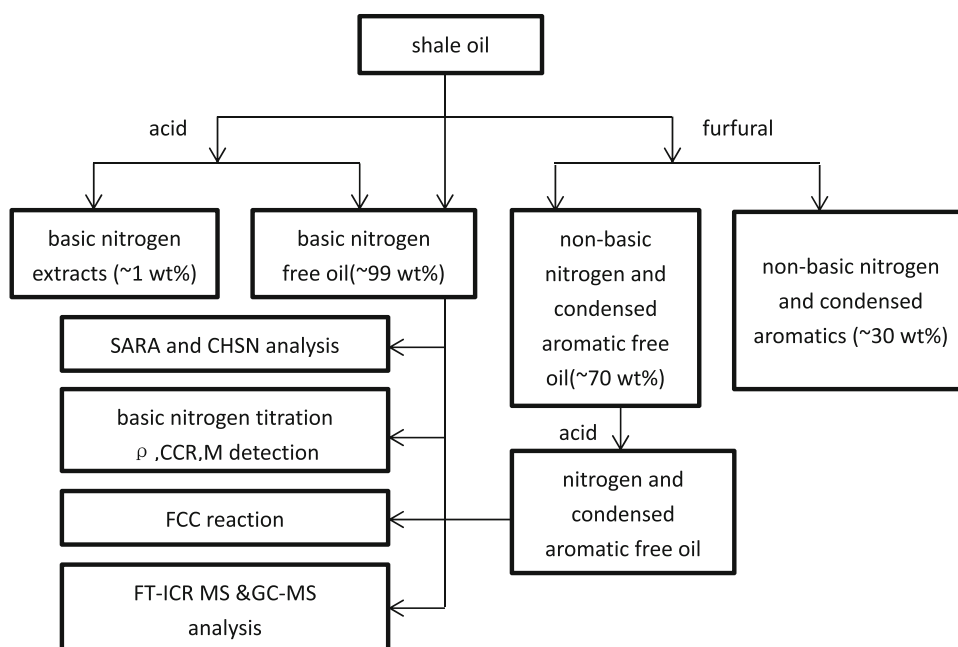 shale oil
acid
furfural
basic nitrogen
extracts (~1 wt%)
basic nitrogen
free oil(~99 wt%)
non-basic
nitrogen and
condensed
aromatic free
oil(~70 wt%)
non-basic nitrogen
and condensed
aromatics (~30 wt%)
SARA and CHSN analysis
basic nitrogen titration
ρ ,CCR,M detection
acid
nitrogen and
condensed
aromatic free oil
FCC reaction
FT-ICR MS &GC-MS
analysis